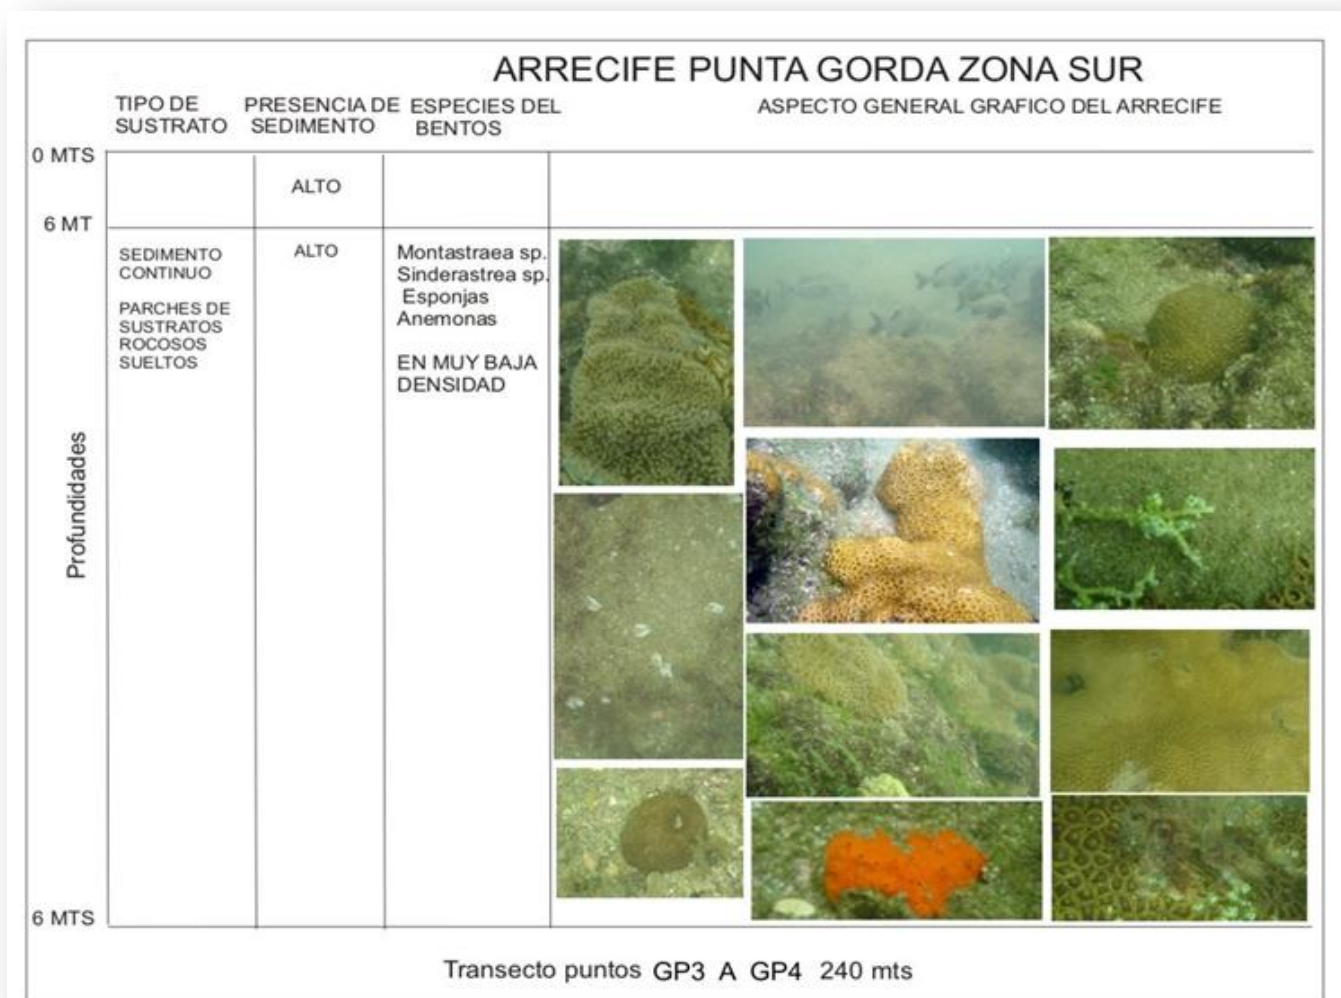 ARRECIFE PUNTA GORDA ZONA SUR
TIPO DE
SUSTRATO
PRESENCIA DE
SEDIMENTO
ESPECIES DEL
BENTOS
ASPECTO GENERAL GRAFICO DEL ARRECIFE
0 MTS
ALTO
6 MT
SEDIMENTO
CONTINUO
PARCHES DE
SUSTRATOS
ROCOSOS
SUELTOS
ALTO
Montastraea sp.
Sinderastrea sp.
Esponjas
Anemonas
EN MUY BAJA
DENSIDAD
Profundidades
6 MTS
Transecto puntos GP3 A GP4 240 mts